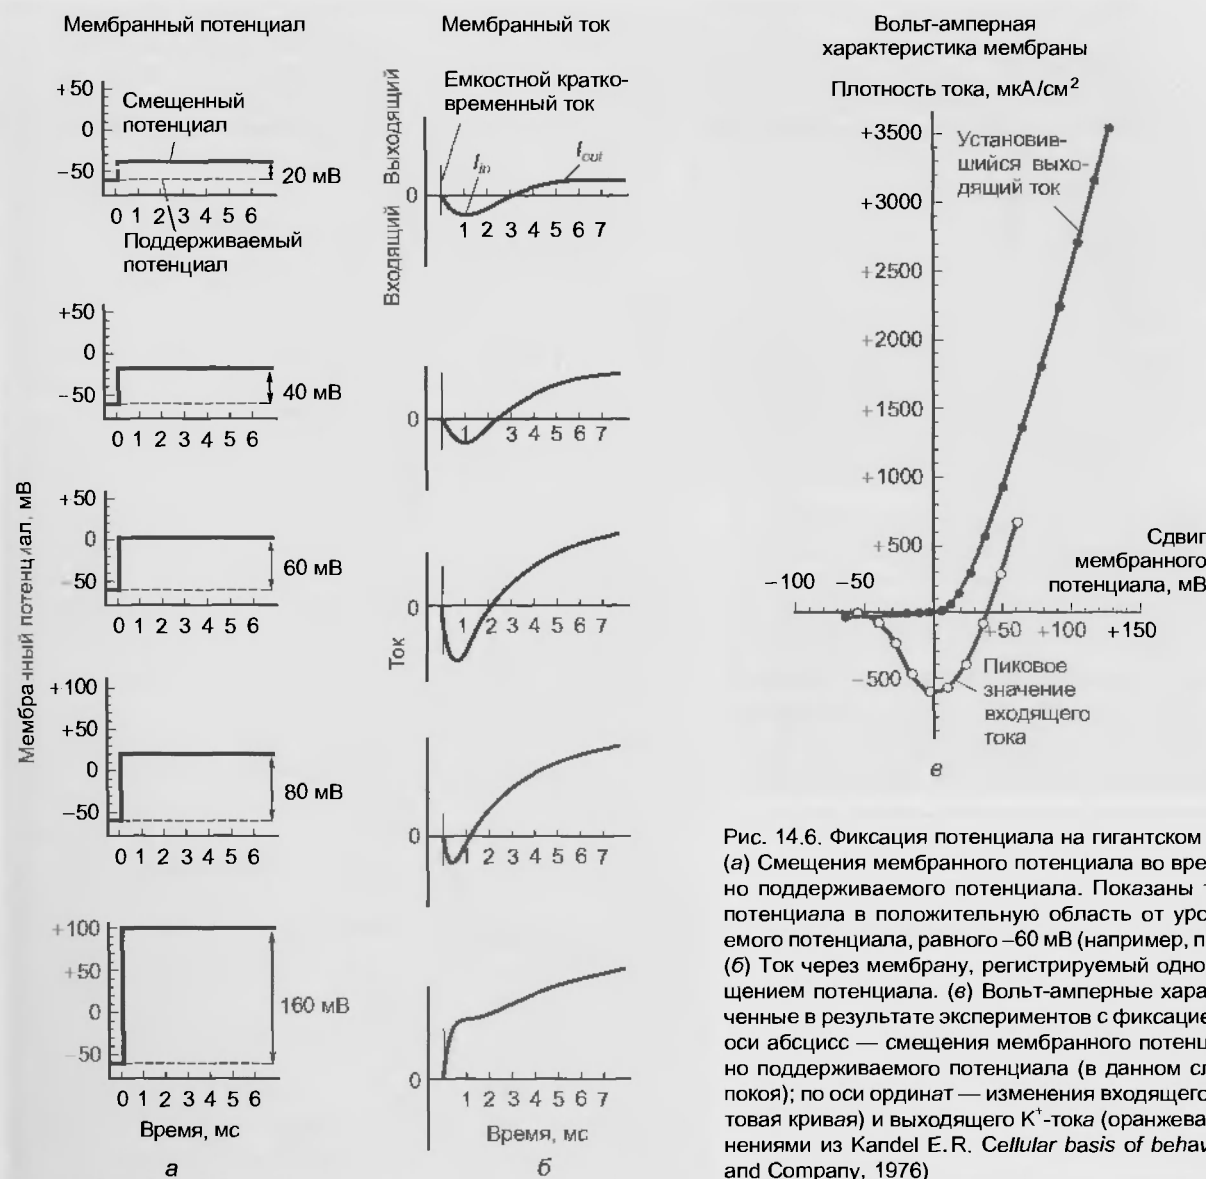 Мембранный потенциал
+50
0
−50
Смещенный
потенциал
20 мВ
0 1 2 3 4 5 6
Поддерживаемый
потенциал
+50
0
−50
40 мВ
0 1 2 3 4 5 6
Мембранный потенциал, мВ
+50
0
50
60 мВ
0 1 2 3 4 5 6
+100
+50
0
−50
80 мВ
0 1 2 3 4 5 6
+100
+50
0
−50
160 мВ
0 1 2 3 4 5 6
Время, мс
а
Мембранный ток
Емкостной кратко-
временный ток
Входящий Выходящий
I_in
I_out
0
1 2 3 4 5 6 7
0
1 3 4 5 6 7
Ток
0
1 2 3 4 5 6 7
0
1 2 3 4 5 6 7
0
1 2 3 4 5 6 7
Время, мс
б
Вольт-амперная
характеристика мембраны
Плотность тока, мкА/см²
+3500
+3000
+2500
+2000
+1500
+1000
+500
−500
Установив-
шийся выхо-
дящий ток
Сдвиг
мембранного
потенциала, мВ
−100 −50
+50 +100 +150
Пиковое
значение
входящего
тока
в
Рис. 14.6. Фиксация потенциала на гигантском
(а) Смещения мембранного потенциала во вре
но поддерживаемого потенциала. Показаны
потенциала в положительную область от уро
емого потенциала, равного −60 мВ (например, п
(б) Ток через мембрану, регистрируемый одно
щением потенциала. (в) Вольт-амперные хара
ченные в результате экспериментов с фиксацие
оси абсцисс — смещения мембранного потенц
но поддерживаемого потенциала (в данном сл
покоя); по оси ординат — изменения входящего
товая кривая) и выходящего K⁺-тока (оранжева
нениями из Kandel E.R. Cellular basis of behav
and Company, 1976)